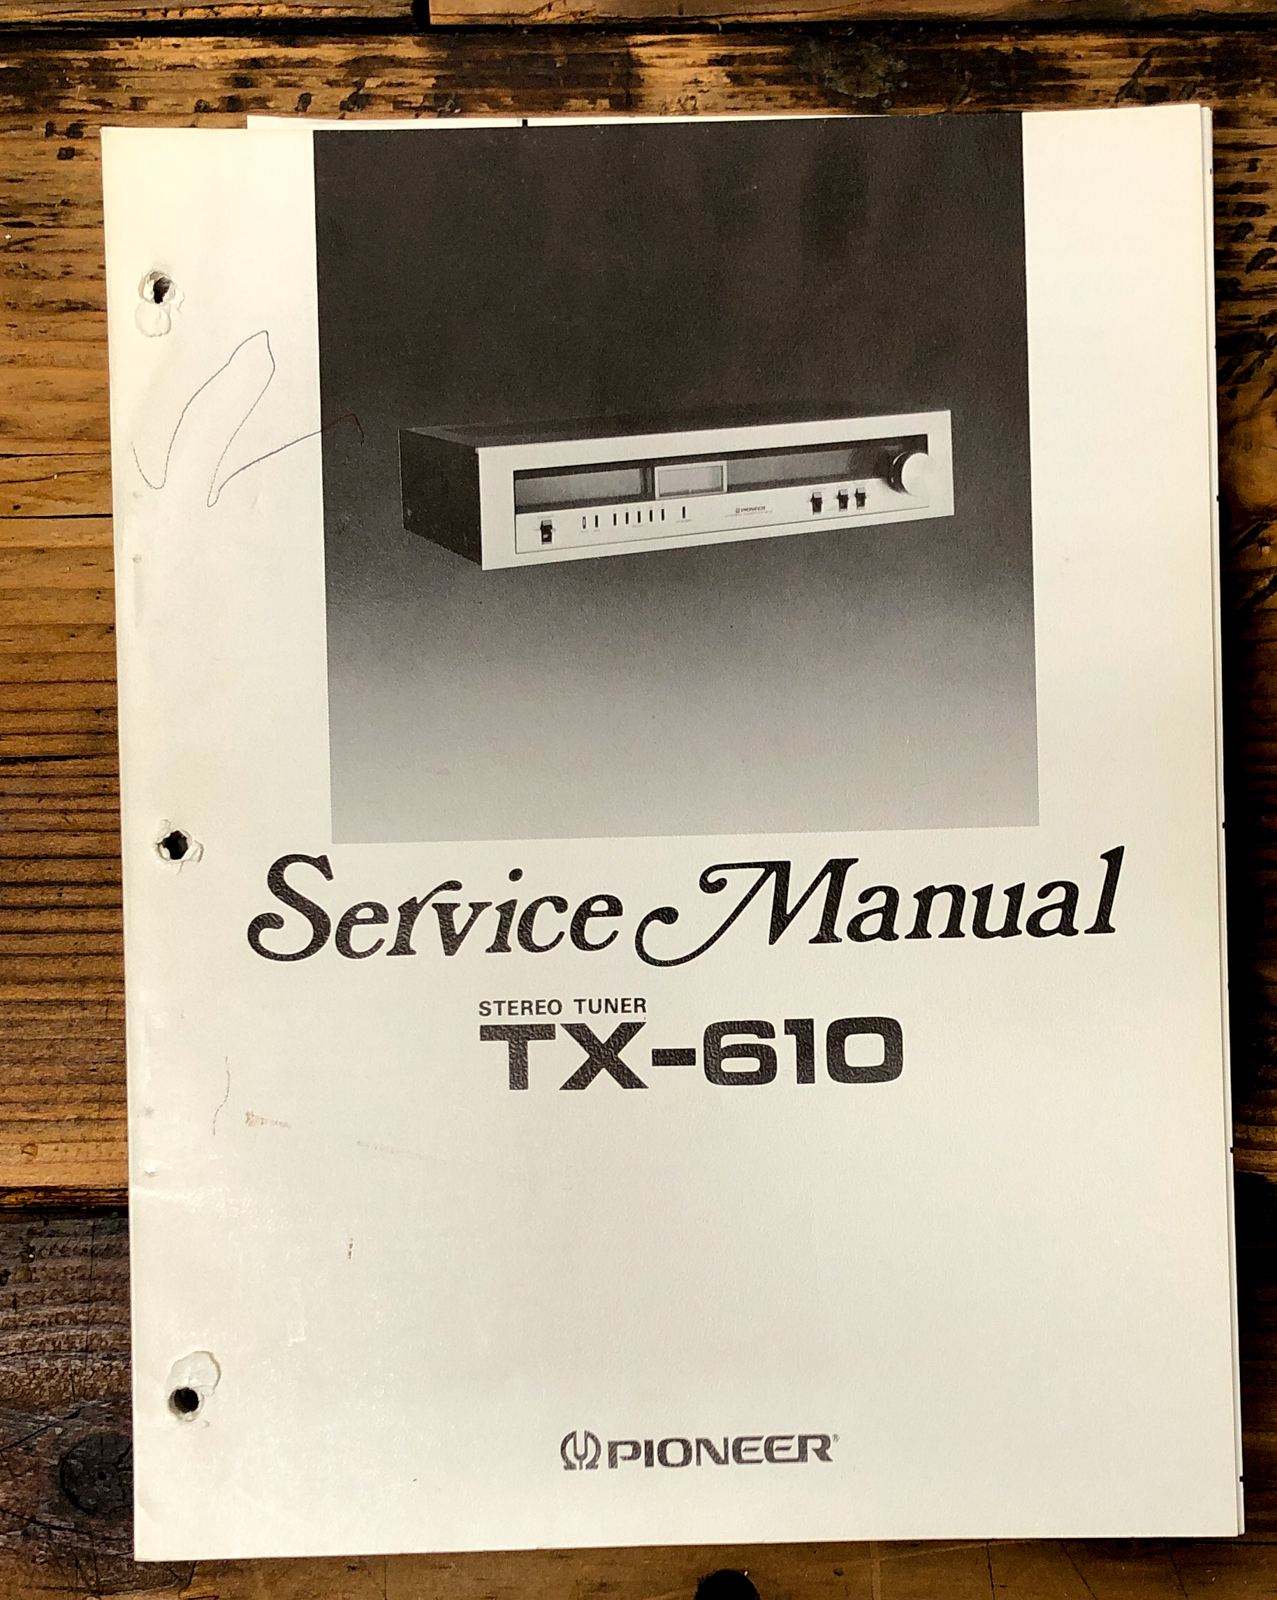 PIONEER
Service Manual
STEREO TUNER
TX-610
PIONEER®